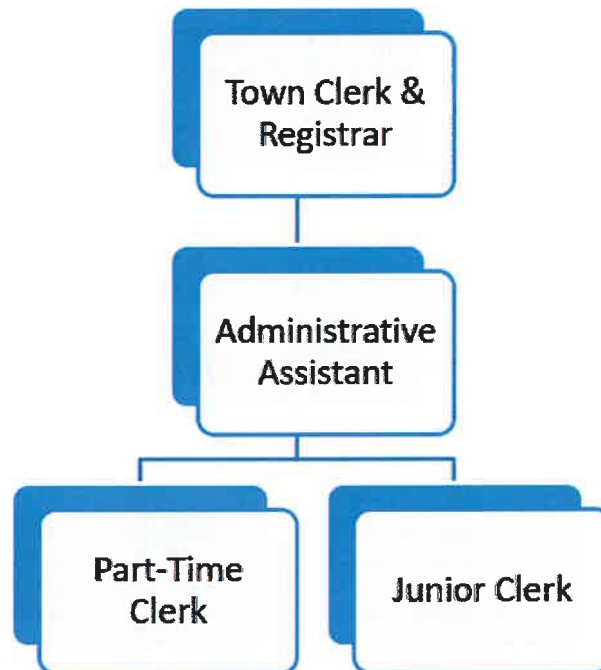 Town Clerk &
Registrar
Administrative
Assistant
Part-Time
Clerk
Junior Clerk